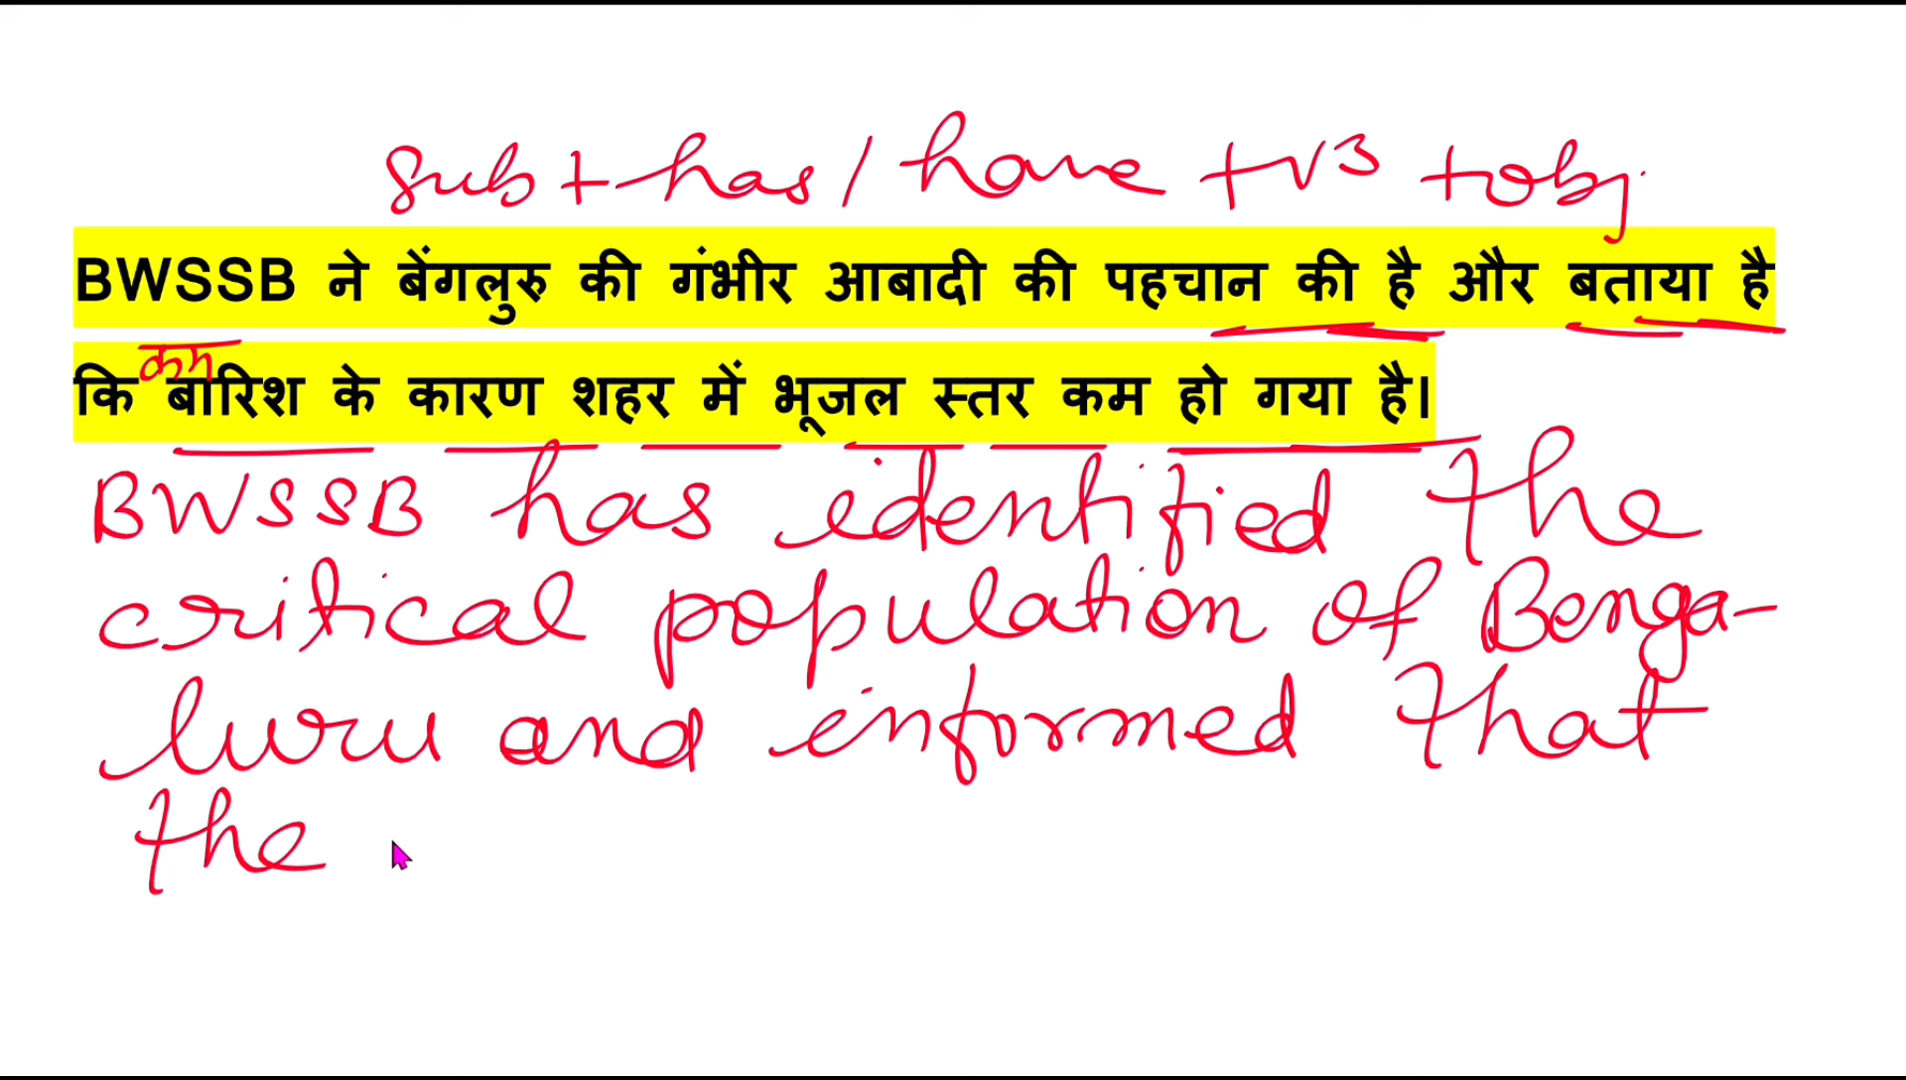 Sub + has / have + v3 + obj.
BWSSB ने बेंगलुरु की गंभीर आबादी की पहचान की है और बताया है
कम
कि बारिश के कारण शहर में भूजल स्तर कम हो गया है।
BWSSB has identified the
critical population of Benga-
luru and informed that
the